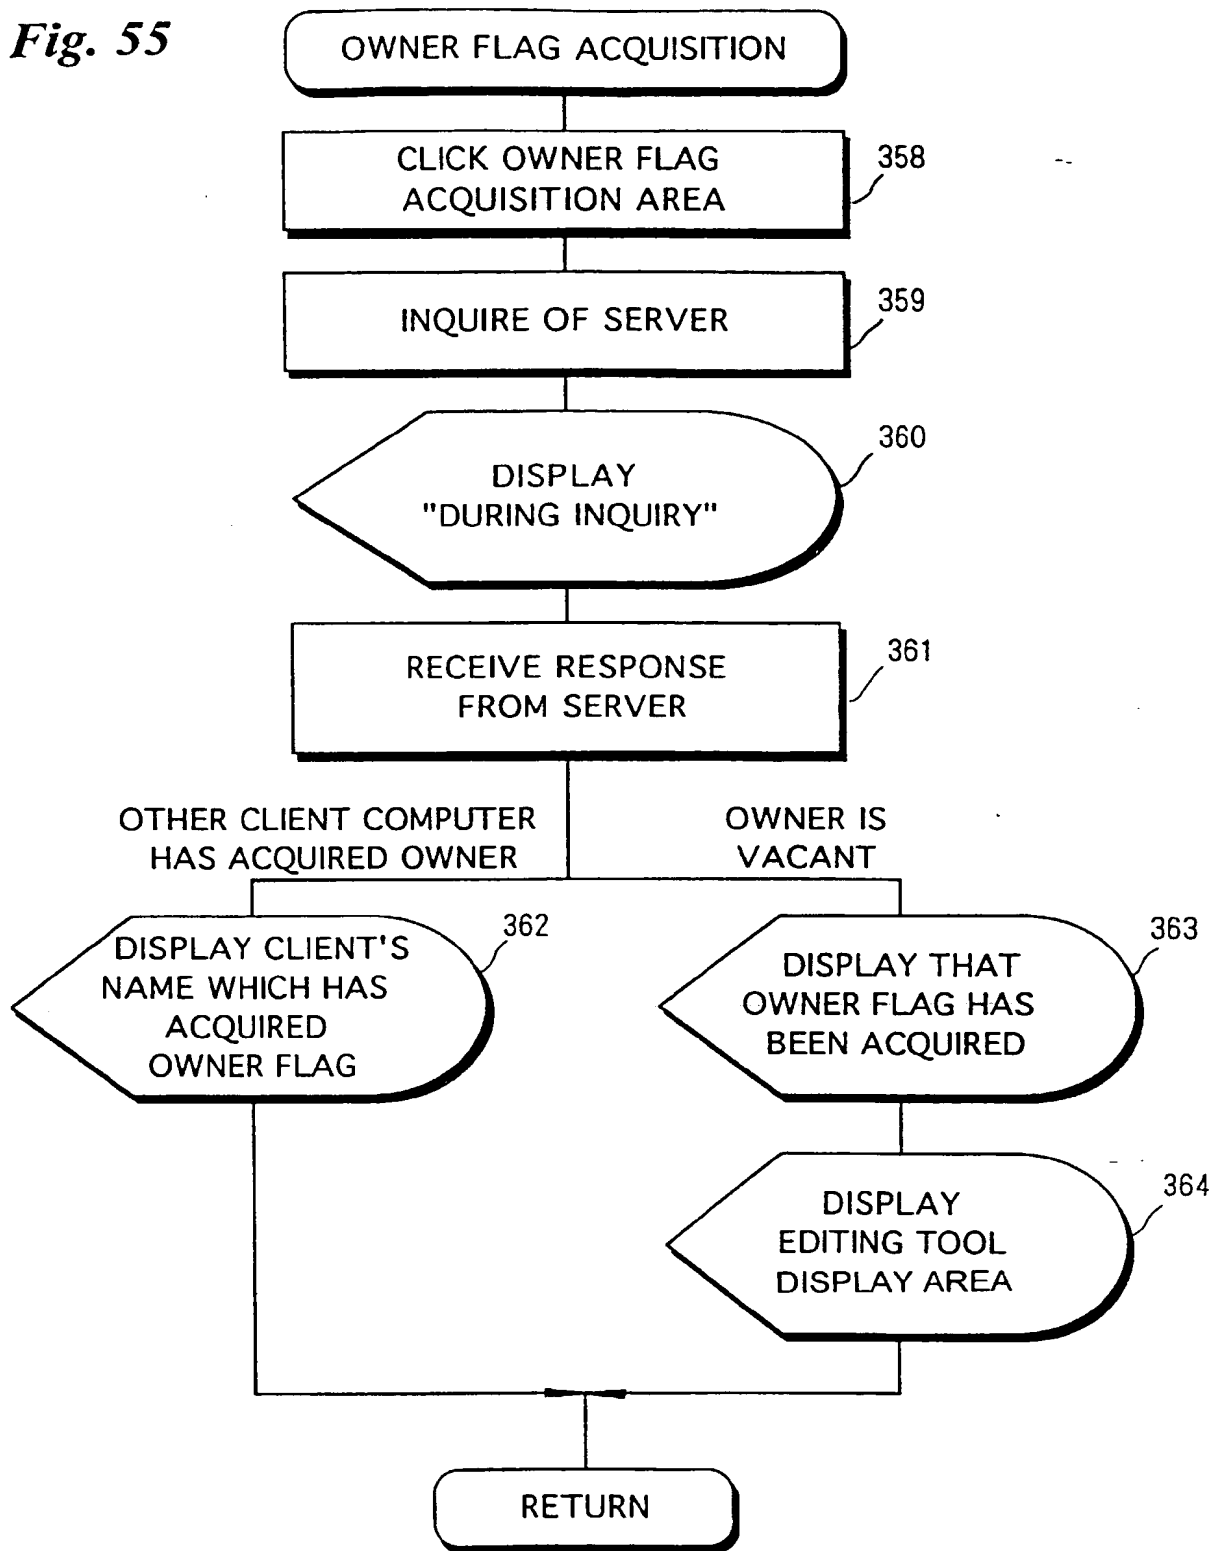 Fig. 55
OWNER FLAG ACQUISITION
CLICK OWNER FLAG
ACQUISITION AREA
358
INQUIRE OF SERVER
359
DISPLAY
"DURING INQUIRY"
360
RECEIVE RESPONSE
FROM SERVER
361
OTHER CLIENT COMPUTER
HAS ACQUIRED OWNER
OWNER IS
VACANT
DISPLAY CLIENT'S
NAME WHICH HAS
ACQUIRED
OWNER FLAG
362
DISPLAY THAT
OWNER FLAG HAS
BEEN ACQUIRED
363
DISPLAY
EDITING TOOL
DISPLAY AREA
364
RETURN